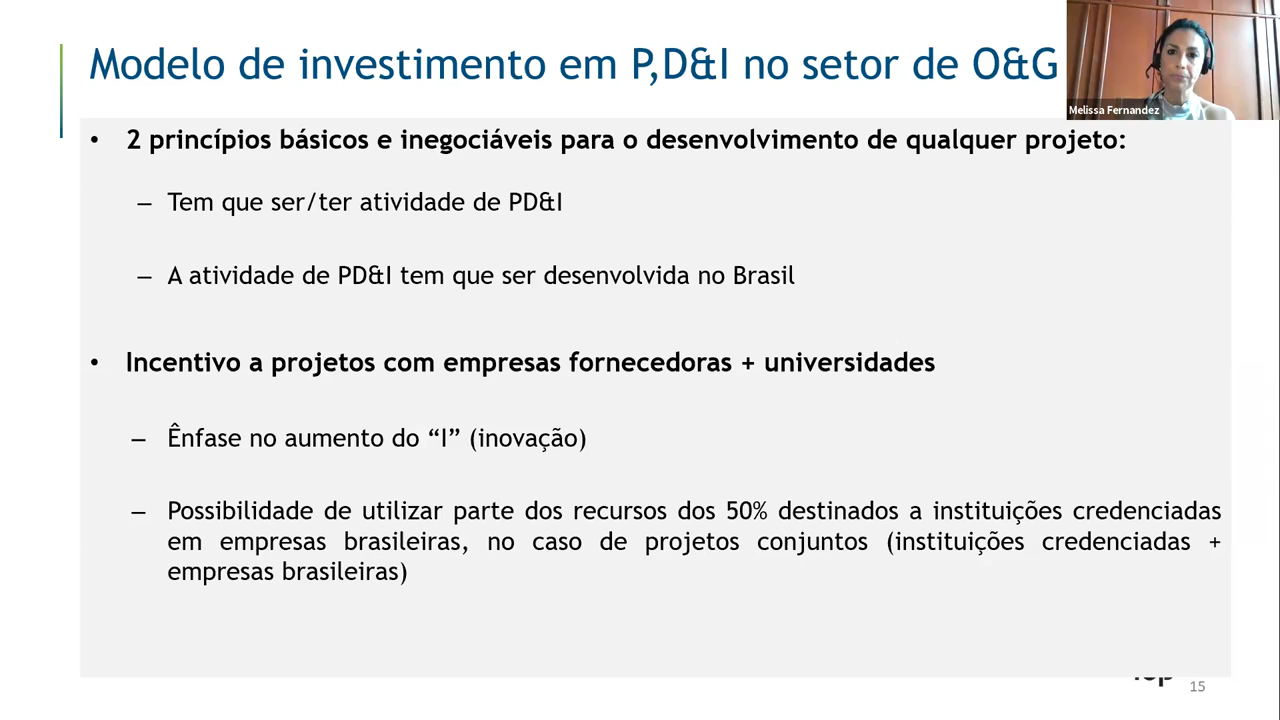 Modelo de investimento em P,D&I no setor de O&G
Melissa Fernandez
• 2 princípios básicos e inegociáveis para o desenvolvimento de qualquer projeto:
– Tem que ser/ter atividade de PD&I
– A atividade de PD&I tem que ser desenvolvida no Brasil
• Incentivo a projetos com empresas fornecedoras + universidades
– Ênfase no aumento do “I” (inovação)
– Possibilidade de utilizar parte dos recursos dos 50% destinados a instituições credenciadas
em empresas brasileiras, no caso de projetos conjuntos (instituições credenciadas +
empresas brasileiras)
15